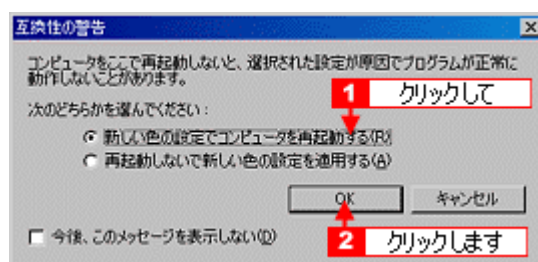 互換性の警告
コンピュータをここで再起動しないと、選択された設定が原因でプログラムが正常に
動作しないことがあります。
1 クリックして
次のどちらかを選んでください:
新しい色の設定でコンピュータを再起動する(R)
再起動しないで新しい色の設定を適用する(A)
OK キャンセル
今後、このメッセージを表示しない(D)
2 クリックします